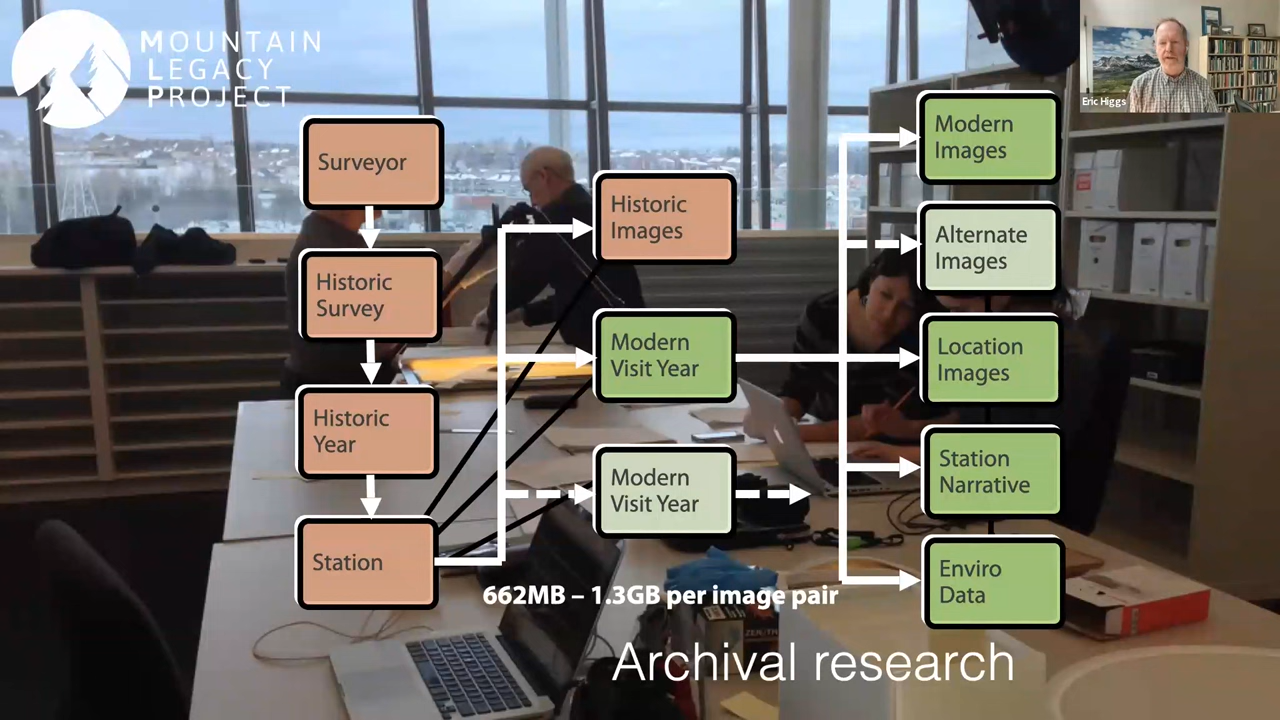 MOUNTAIN
LEGACY
PROJECT
Eric Higgs
Surveyor
Historic
Survey
Historic
Year
Station
Historic
Images
Modern
Visit Year
Modern
Visit Year
Modern
Images
Alternate
Images
Location
Images
Station
Narrative
Enviro
Data
662MB – 1.3GB per image pair
Archival research